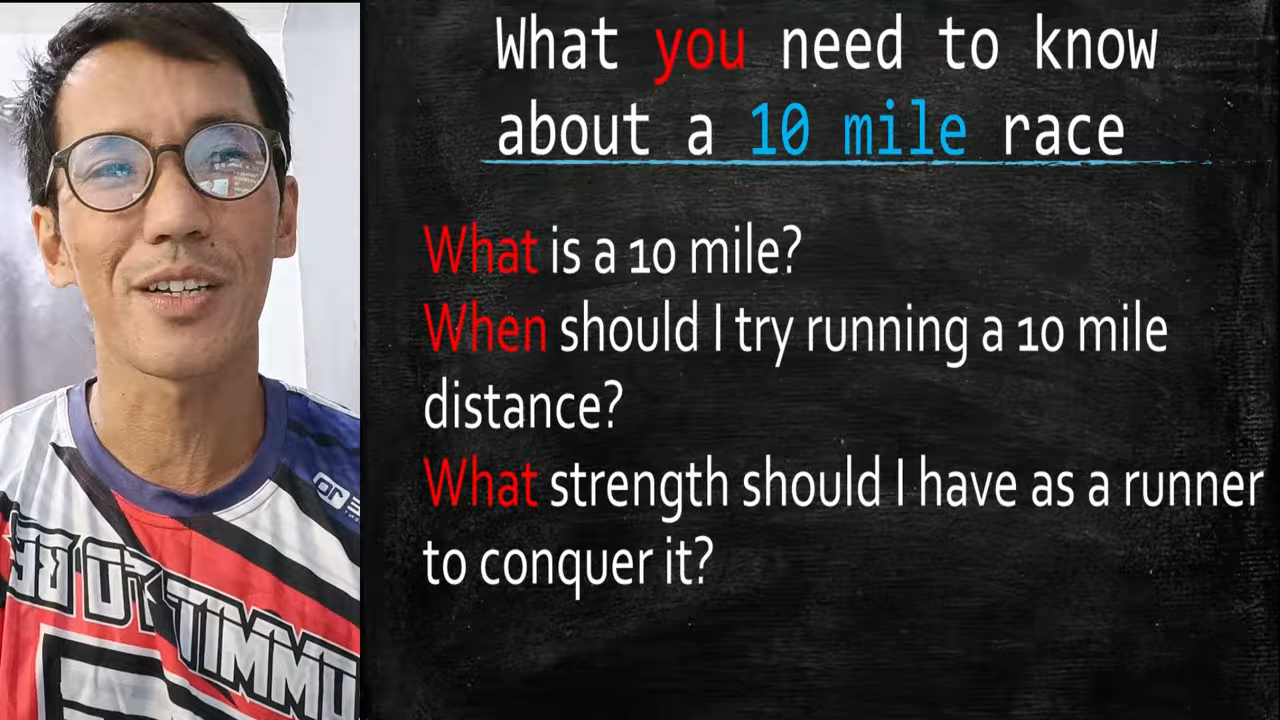 What you need to know
about a 10 mile race
What is a 10 mile?
When should I try running a 10 mile
distance?
What strength should I have as a runner
to conquer it?